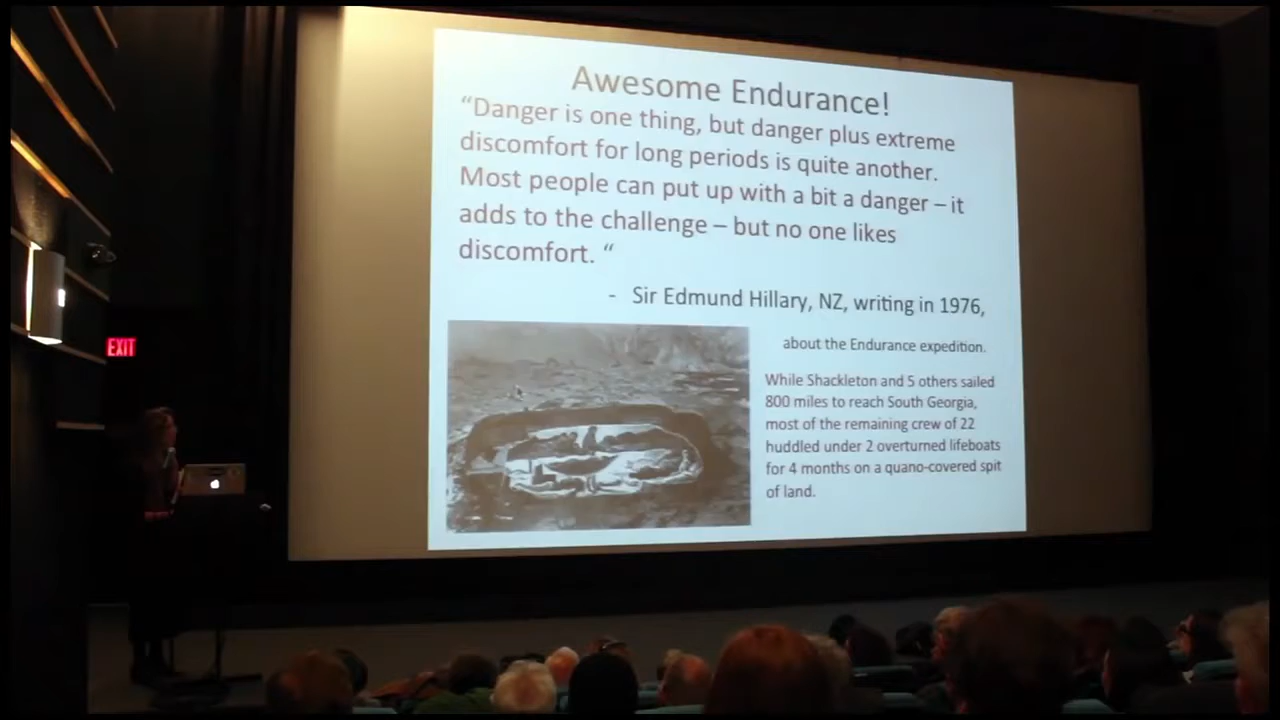 Awesome Endurance!
“Danger is one thing, but danger plus extreme
discomfort for long periods is quite another.
Most people can put up with a bit a danger – it
adds to the challenge – but no one likes
discomfort. “
- Sir Edmund Hillary, NZ, writing in 1976,
about the Endurance expedition.
While Shackleton and 5 others sailed
800 miles to reach South Georgia,
most of the remaining crew of 22
huddled under 2 overturned lifeboats
for 4 months on a quano-covered spit
of land.
EXIT